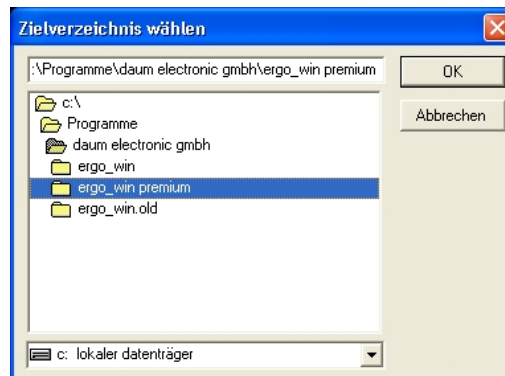 Zielverzeichnis wählen
:\Programme\daum electronic gmbh\ergo_win premium
OK
Abbrechen
c:\
Programme
daum electronic gmbh
ergo_win
ergo_win premium
ergo_win.old
c: lokaler datenträger